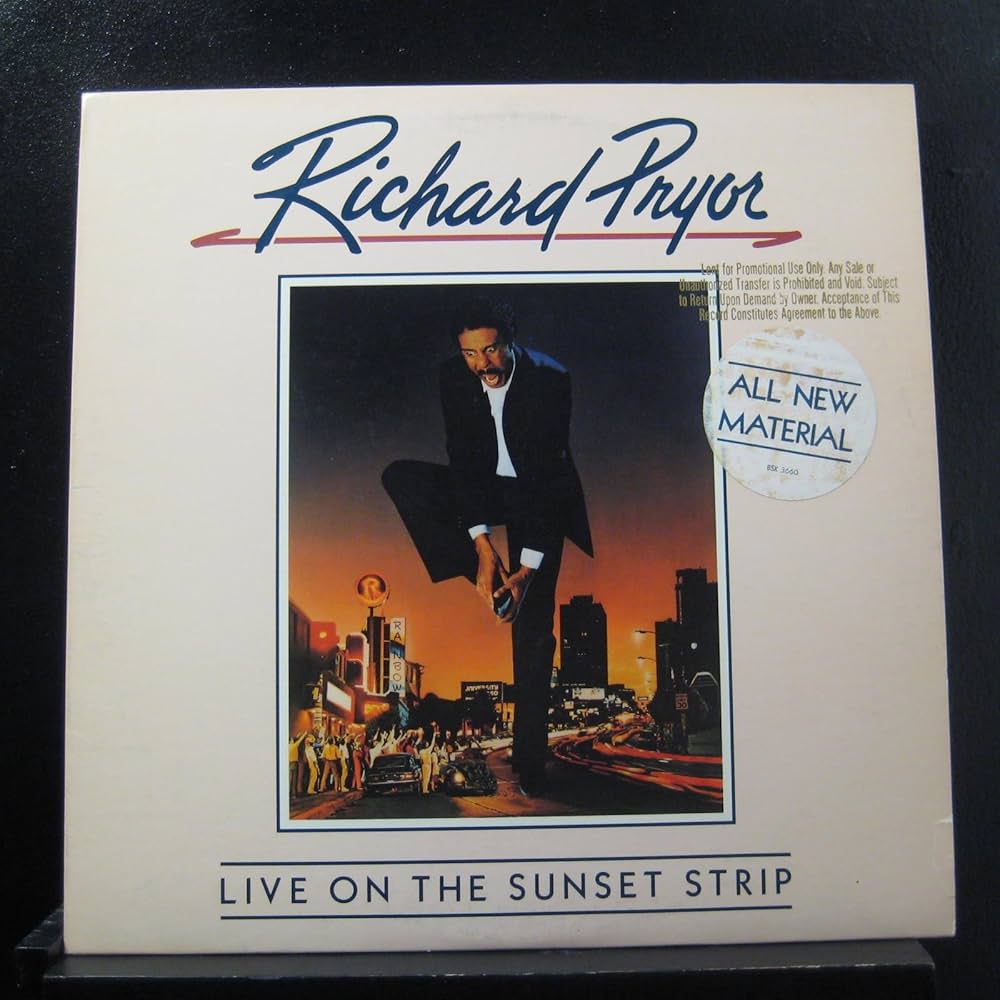 Richard Pryor
Lent for Promotional Use Only. Any Sale or
Unauthorized Transfer is Prohibited and Void. Subject
to Return Upon Demand by Owner. Acceptance of This
Record Constitutes Agreement to the Above.
ALL NEW
MATERIAL
BSK 3660
R
RAINBOW
30
LIVE ON THE SUNSET STRIP